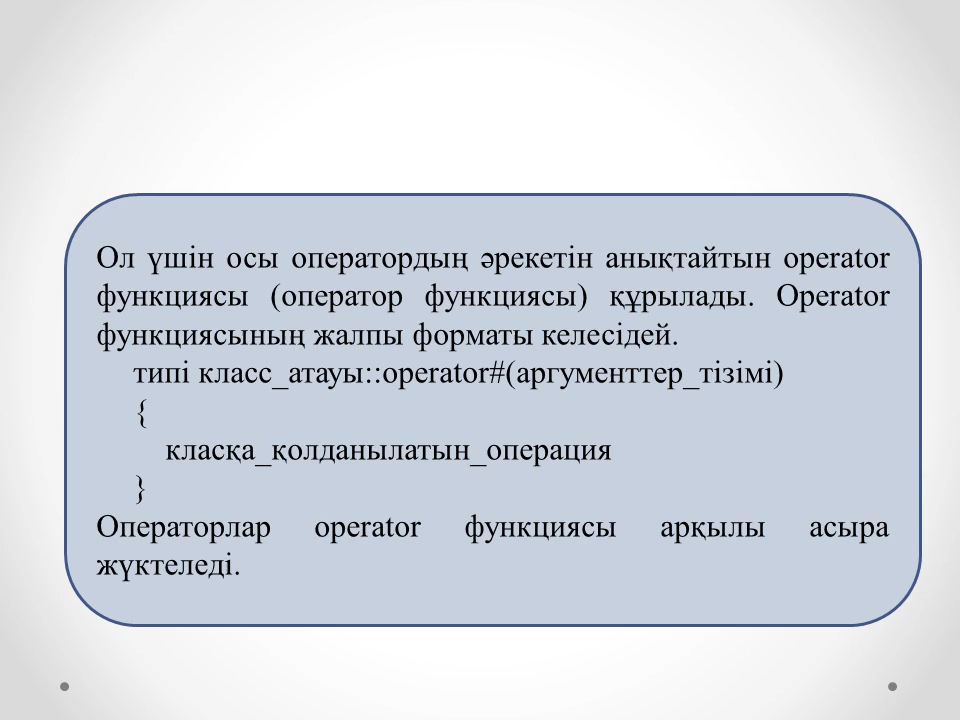 Ол үшін осы оператордың әрекетін анықтайтын operator
функциясы (оператор функциясы) құрылады. Operator
функциясының жалпы форматы келесідей.
типі класс_атауы::operator#(аргументтер_тізімі)
{
класқа_қолданылатын_операция
}
Операторлар operator функциясы арқылы асыра
жүктеледі.